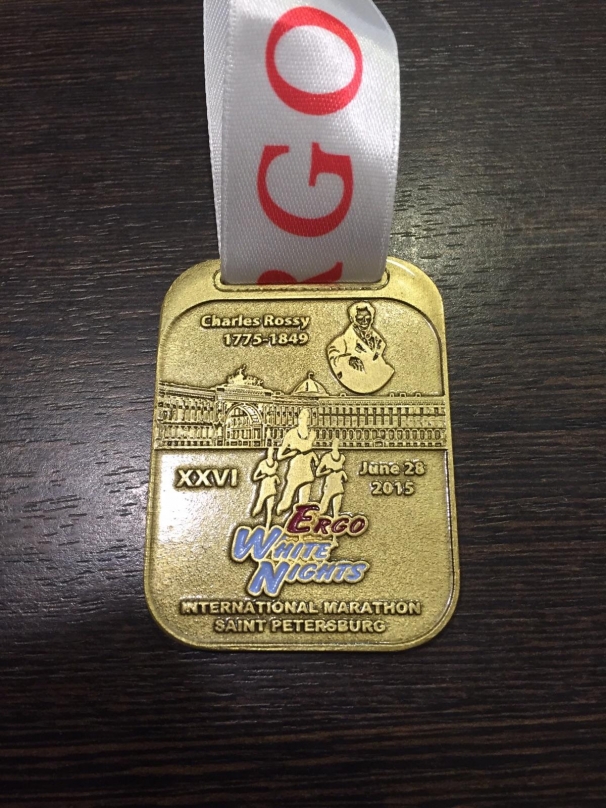 RGO
Charles Rossy
1775-1849
XXVI
June 28
2015
ERGO
WHITE
NIGHTS
INTERNATIONAL MARATHON
SAINT PETERSBURG